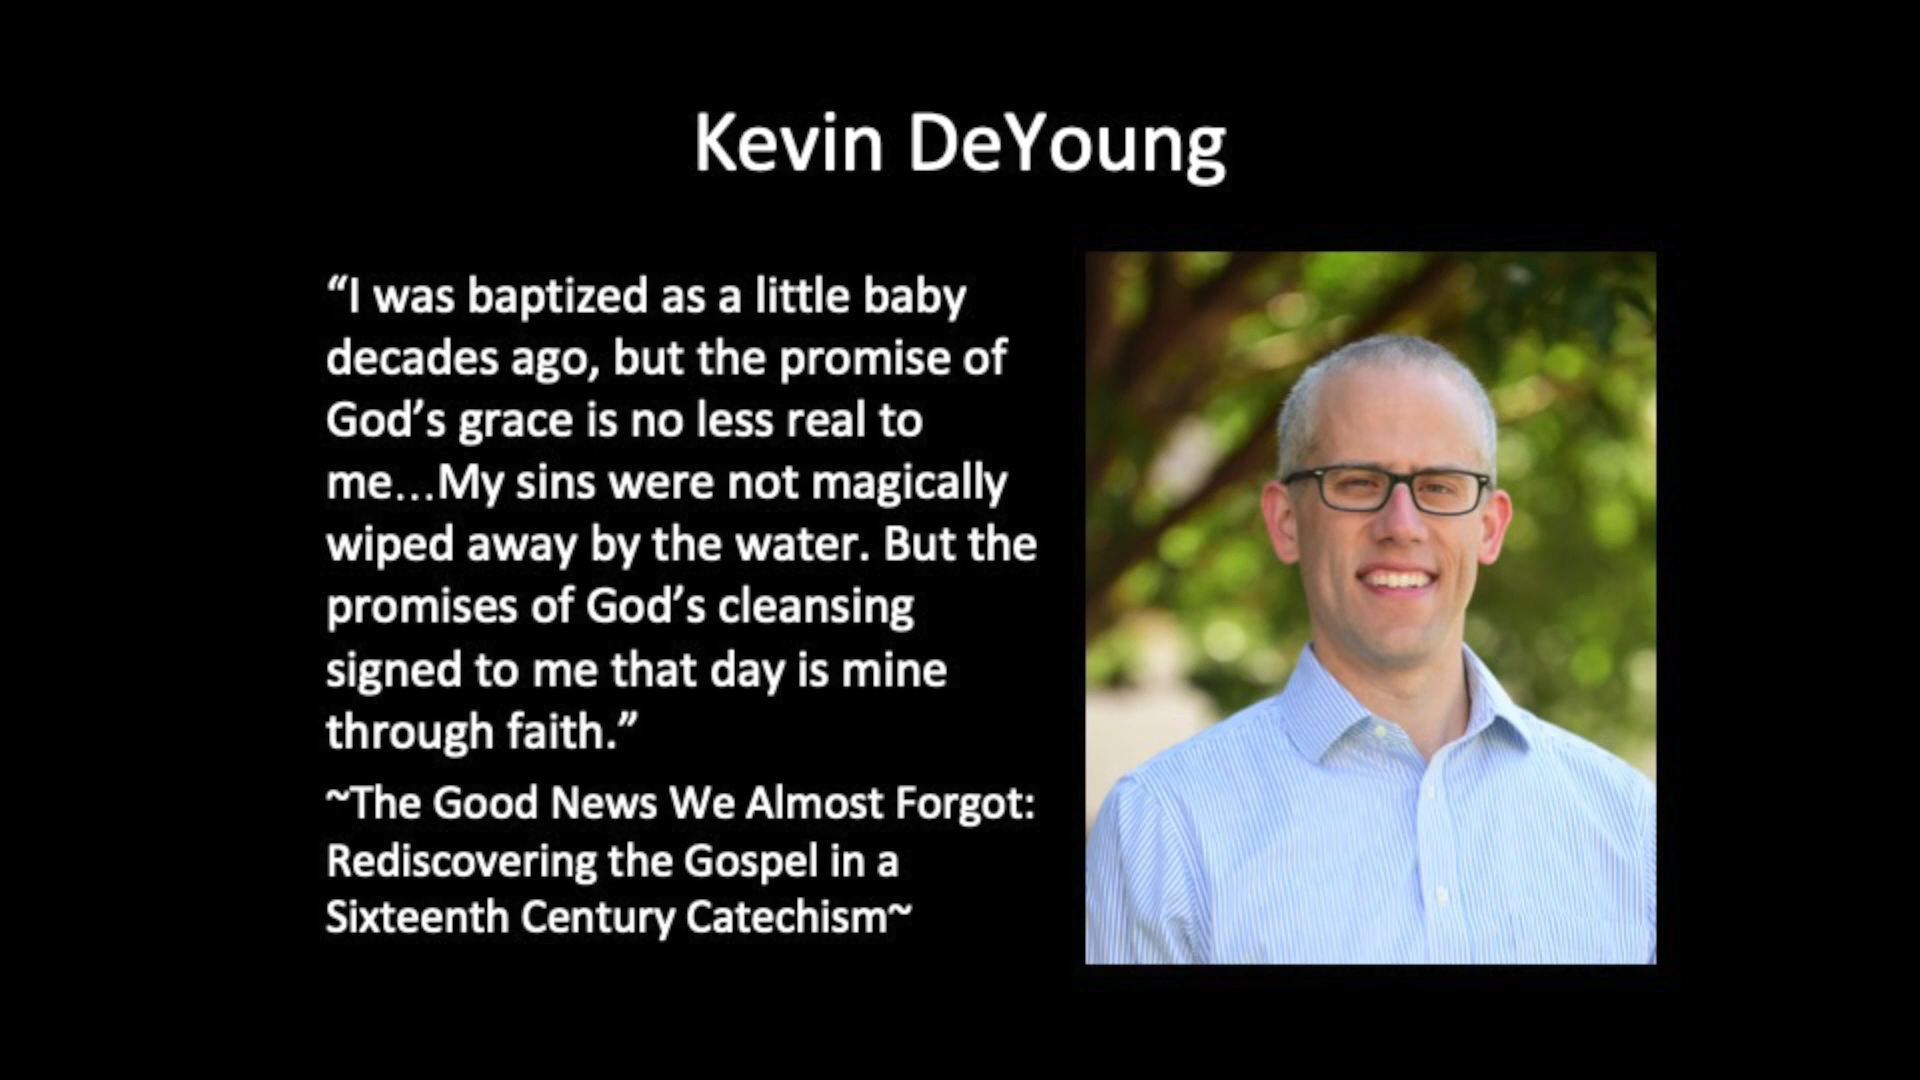 Kevin DeYoung
“I was baptized as a little baby
decades ago, but the promise of
God’s grace is no less real to
me…My sins were not magically
wiped away by the water. But the
promises of God’s cleansing
signed to me that day is mine
through faith.”
~The Good News We Almost Forgot:
Rediscovering the Gospel in a
Sixteenth Century Catechism~